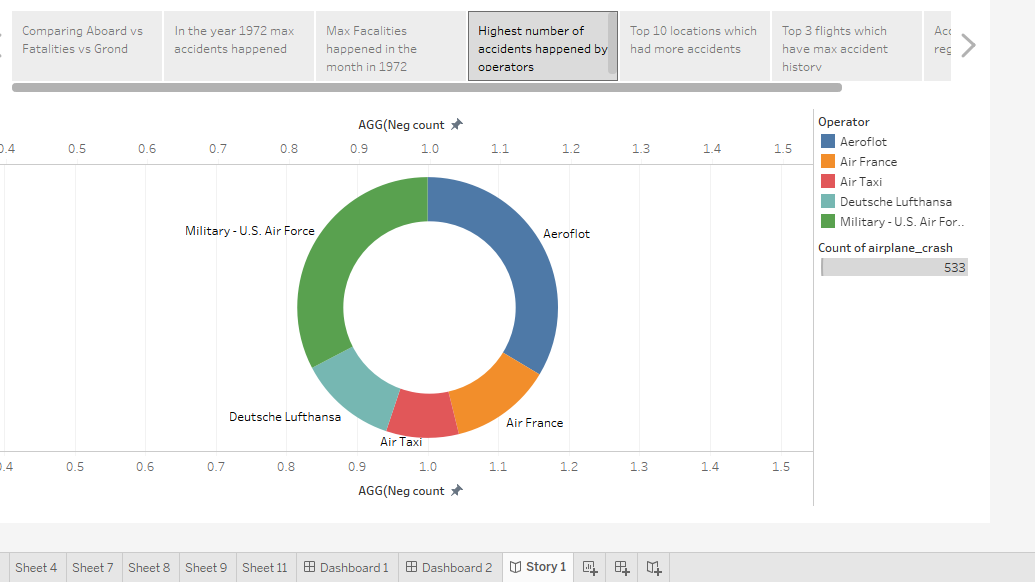 Comparing Aboard vs
Fatalities vs Grond
In the year 1972 max
accidents happened
Max Facalities
happened in the
month in 1972
Highest number of
accidents happened by
operators
Top 10 locations which
had more accidents
Top 3 flights which
have max accident
history
Acc
reg
AGG(Neg count
0.4 0.5 0.6 0.7 0.8 0.9 1.0 1.1 1.2 1.3 1.4 1.5
Military - U.S. Air Force
Aeroflot
Deutsche Lufthansa
Air France
Air Taxi
0.4 0.5 0.6 0.7 0.8 0.9 1.0 1.1 1.2 1.3 1.4 1.5
AGG(Neg count
Operator
Aeroflot
Air France
Air Taxi
Deutsche Lufthansa
Military - U.S. Air For..
Count of airplane_crash
533
Sheet 4 Sheet 7 Sheet 8 Sheet 9 Sheet 11 Dashboard 1 Dashboard 2 Story 1